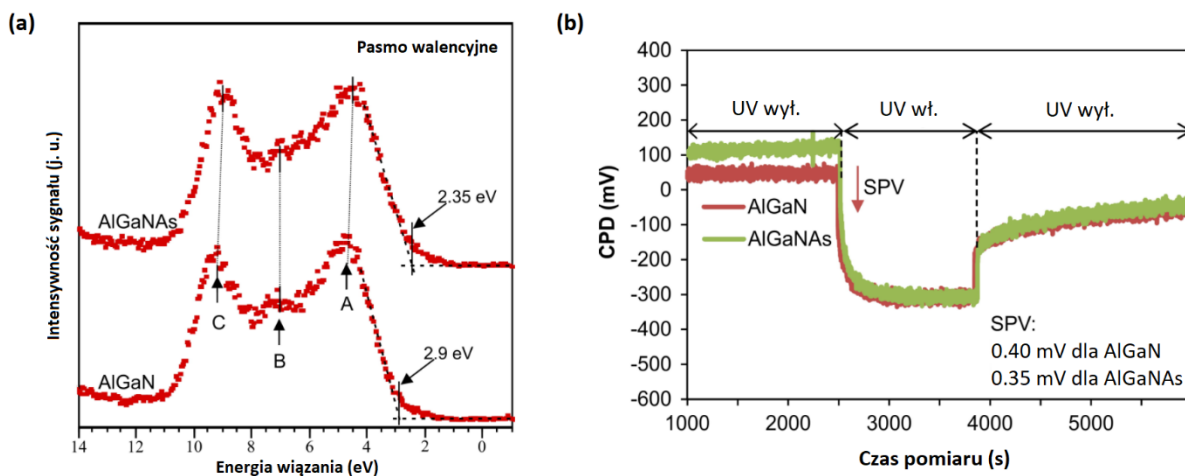 (a)
Pasmo walencyjne
Intensywność sygnału (j. u.)
AlGaNAs
2.35 eV
A
C
B
2.9 eV
AlGaN
14 12 10 8 6 4 2 0
Energia wiązania (eV)
(b)
400
300
200
100
0
-100
-200
-300
-400
-500
-600
CPD (mV)
UV wył. UV wł. UV wył.
SPV
AlGaN
AlGaNAs
SPV:
0.40 mV dla AlGaN
0.35 mV dla AlGaNAs
1000 2000 3000 4000 5000
Czas pomiaru (s)